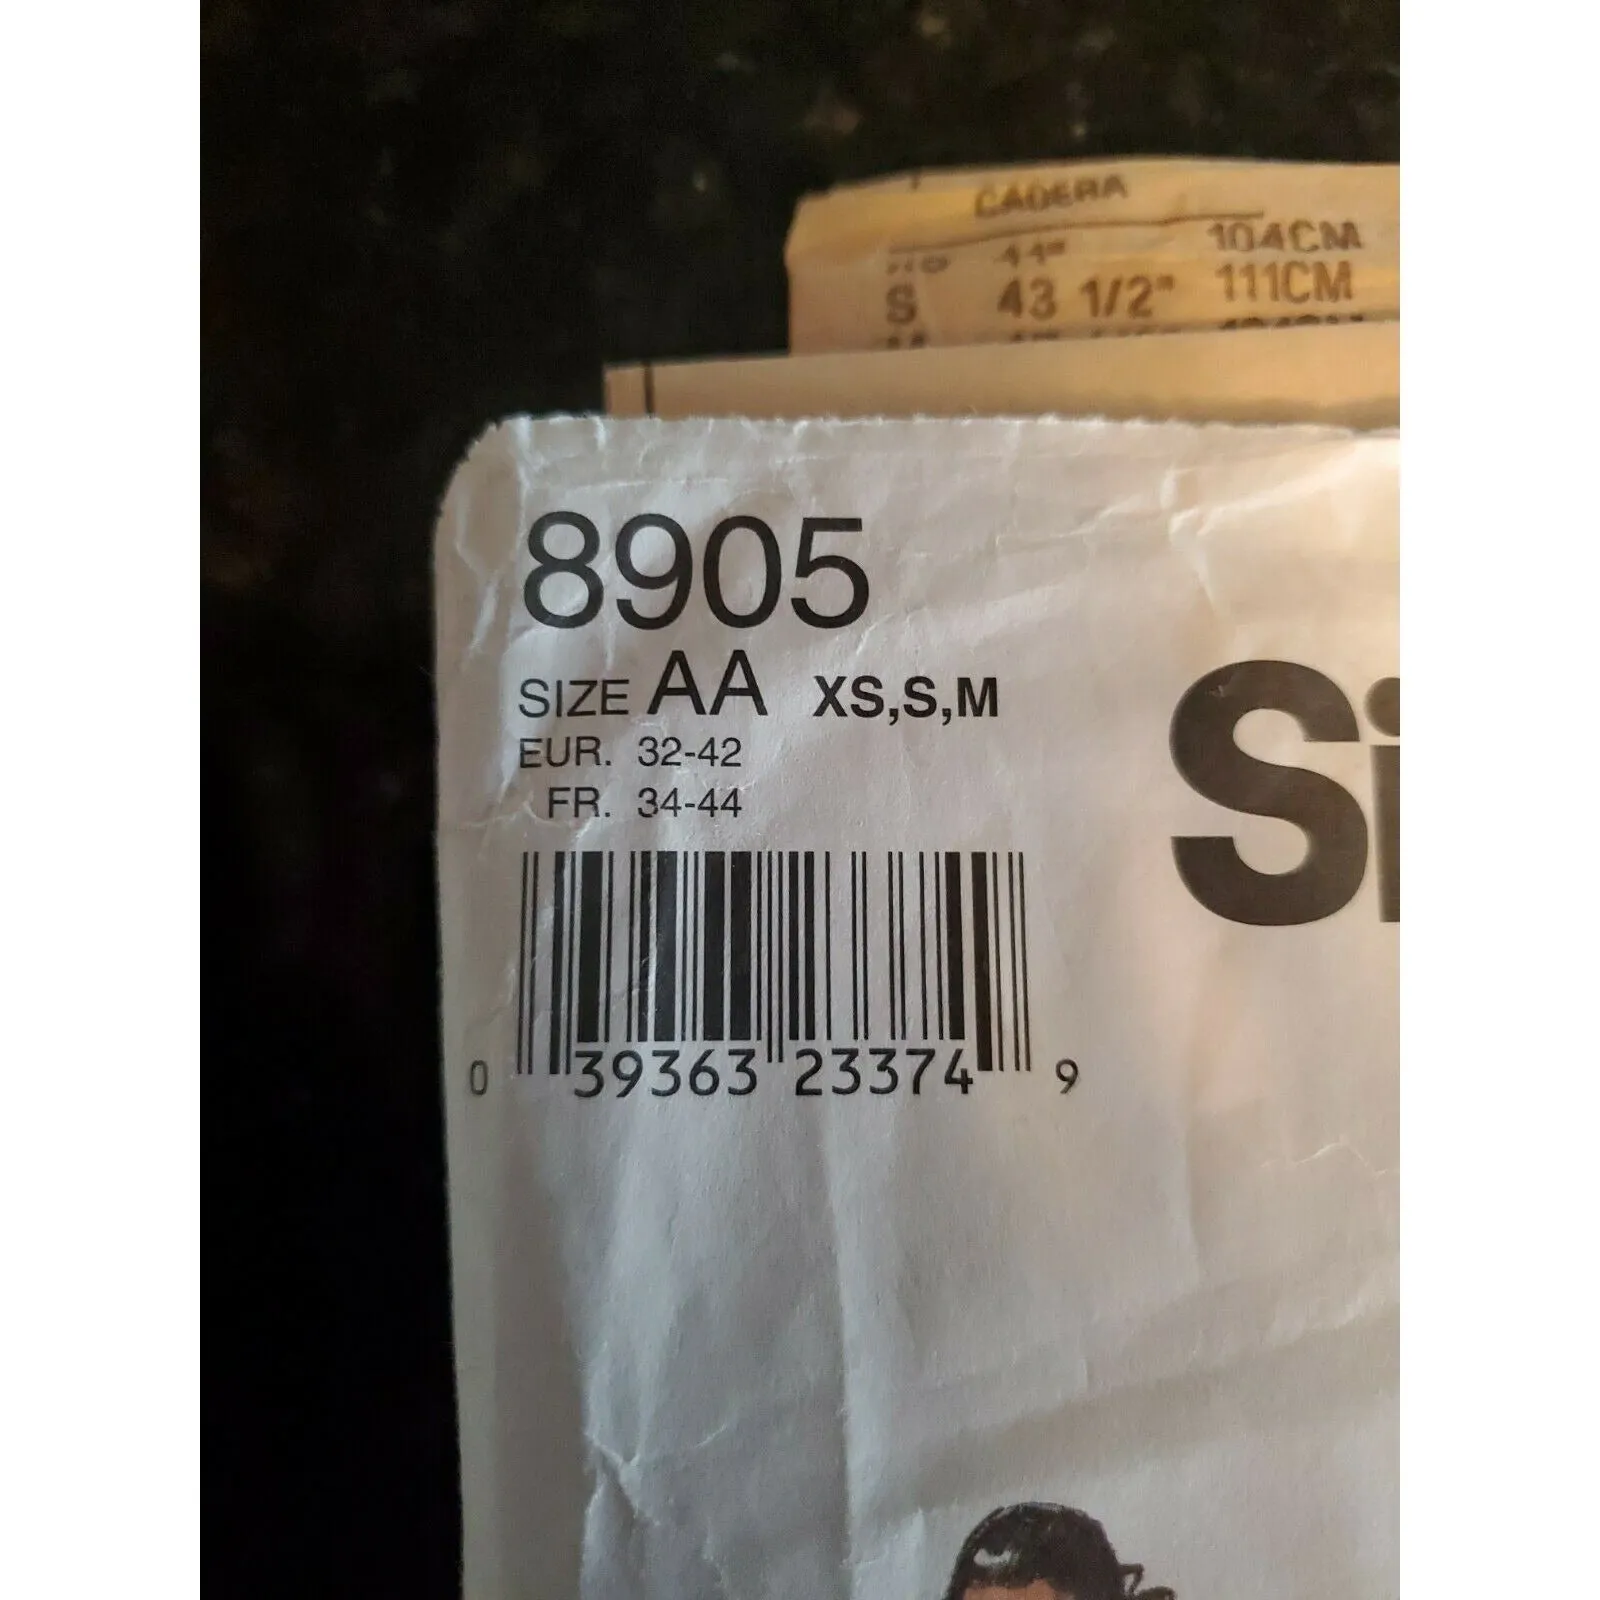 CADERA
104CM
S 43 1/2" 111CM
8905
SIZE AA XS,S,M
EUR. 32-42
FR. 34-44
Si
0 39363 23374 9